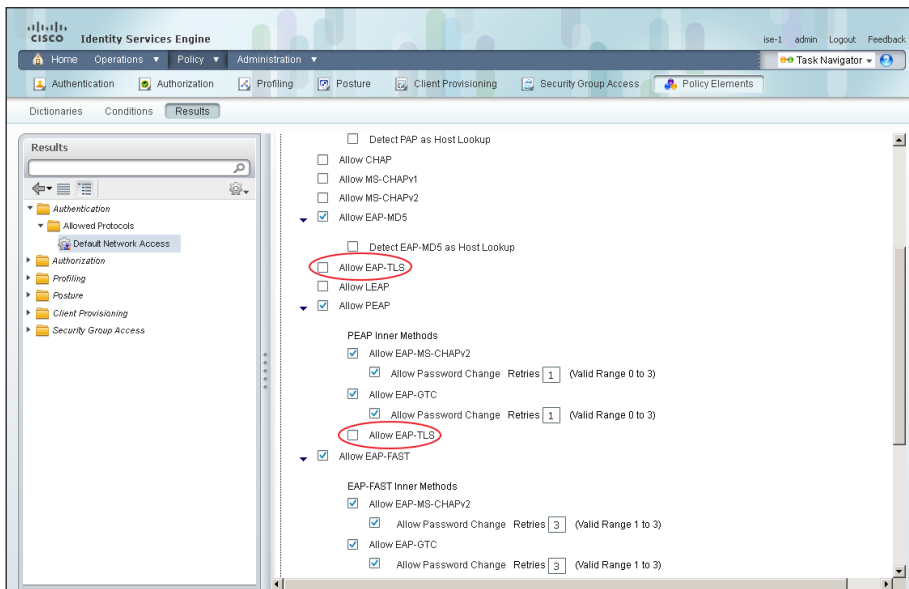 CISCO Identity Services Engine
ise-1 admin Logout Feedback
Home Operations Policy Administration
Task Navigator
Authentication Authorization Profiling Posture Client Provisioning Security Group Access Policy Elements
Dictionaries Conditions Results
Results
Authentication
Allowed Protocols
Default Network Access
Authorization
Profiling
Posture
Client Provisioning
Security Group Access
Detect PAP as Host Lookup
Allow CHAP
Allow MS-CHAPv1
Allow MS-CHAPv2
Allow EAP-MD5
Detect EAP-MD5 as Host Lookup
Allow EAP-TLS
Allow LEAP
Allow PEAP
PEAP Inner Methods
Allow EAP-MS-CHAPv2
Allow Password Change Retries 1 (Valid Range 0 to 3)
Allow EAP-GTC
Allow Password Change Retries 1 (Valid Range 0 to 3)
Allow EAP-TLS
Allow EAP-FAST
EAP-FAST Inner Methods
Allow EAP-MS-CHAPv2
Allow Password Change Retries 3 (Valid Range 1 to 3)
Allow EAP-GTC
Allow Password Change Retries 3 (Valid Range 1 to 3)